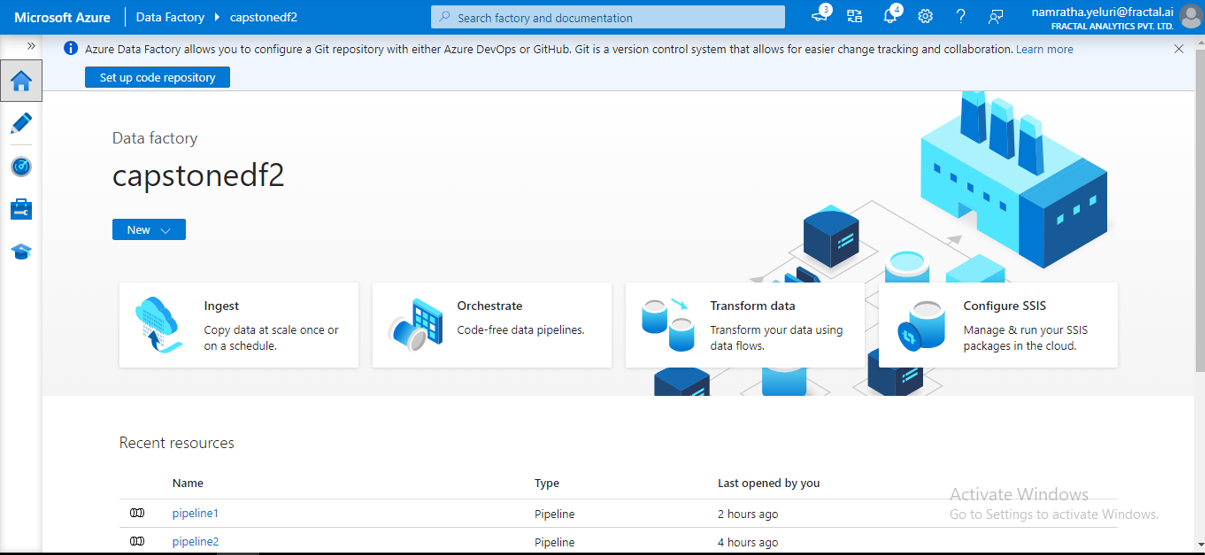 Microsoft Azure Data Factory capstonedf2 Search factory and documentation 3 4 namratha.yeluri@fractal.ai
FRACTAL ANALYTICS PVT. LTD.
Azure Data Factory allows you to configure a Git repository with either Azure DevOps or GitHub. Git is a version control system that allows for easier change tracking and collaboration. Learn more
Set up code repository
Data factory
capstonedf2
New
Ingest
Copy data at scale once or
on a schedule.
Orchestrate
Code-free data pipelines.
Transform data
Transform your data using
data flows.
Configure SSIS
Manage & run your SSIS
packages in the cloud.
Recent resources
Name Type Last opened by you
pipeline1 Pipeline 2 hours ago
pipeline2 Pipeline 4 hours ago
Activate Windows
Go to Settings to activate Windows.